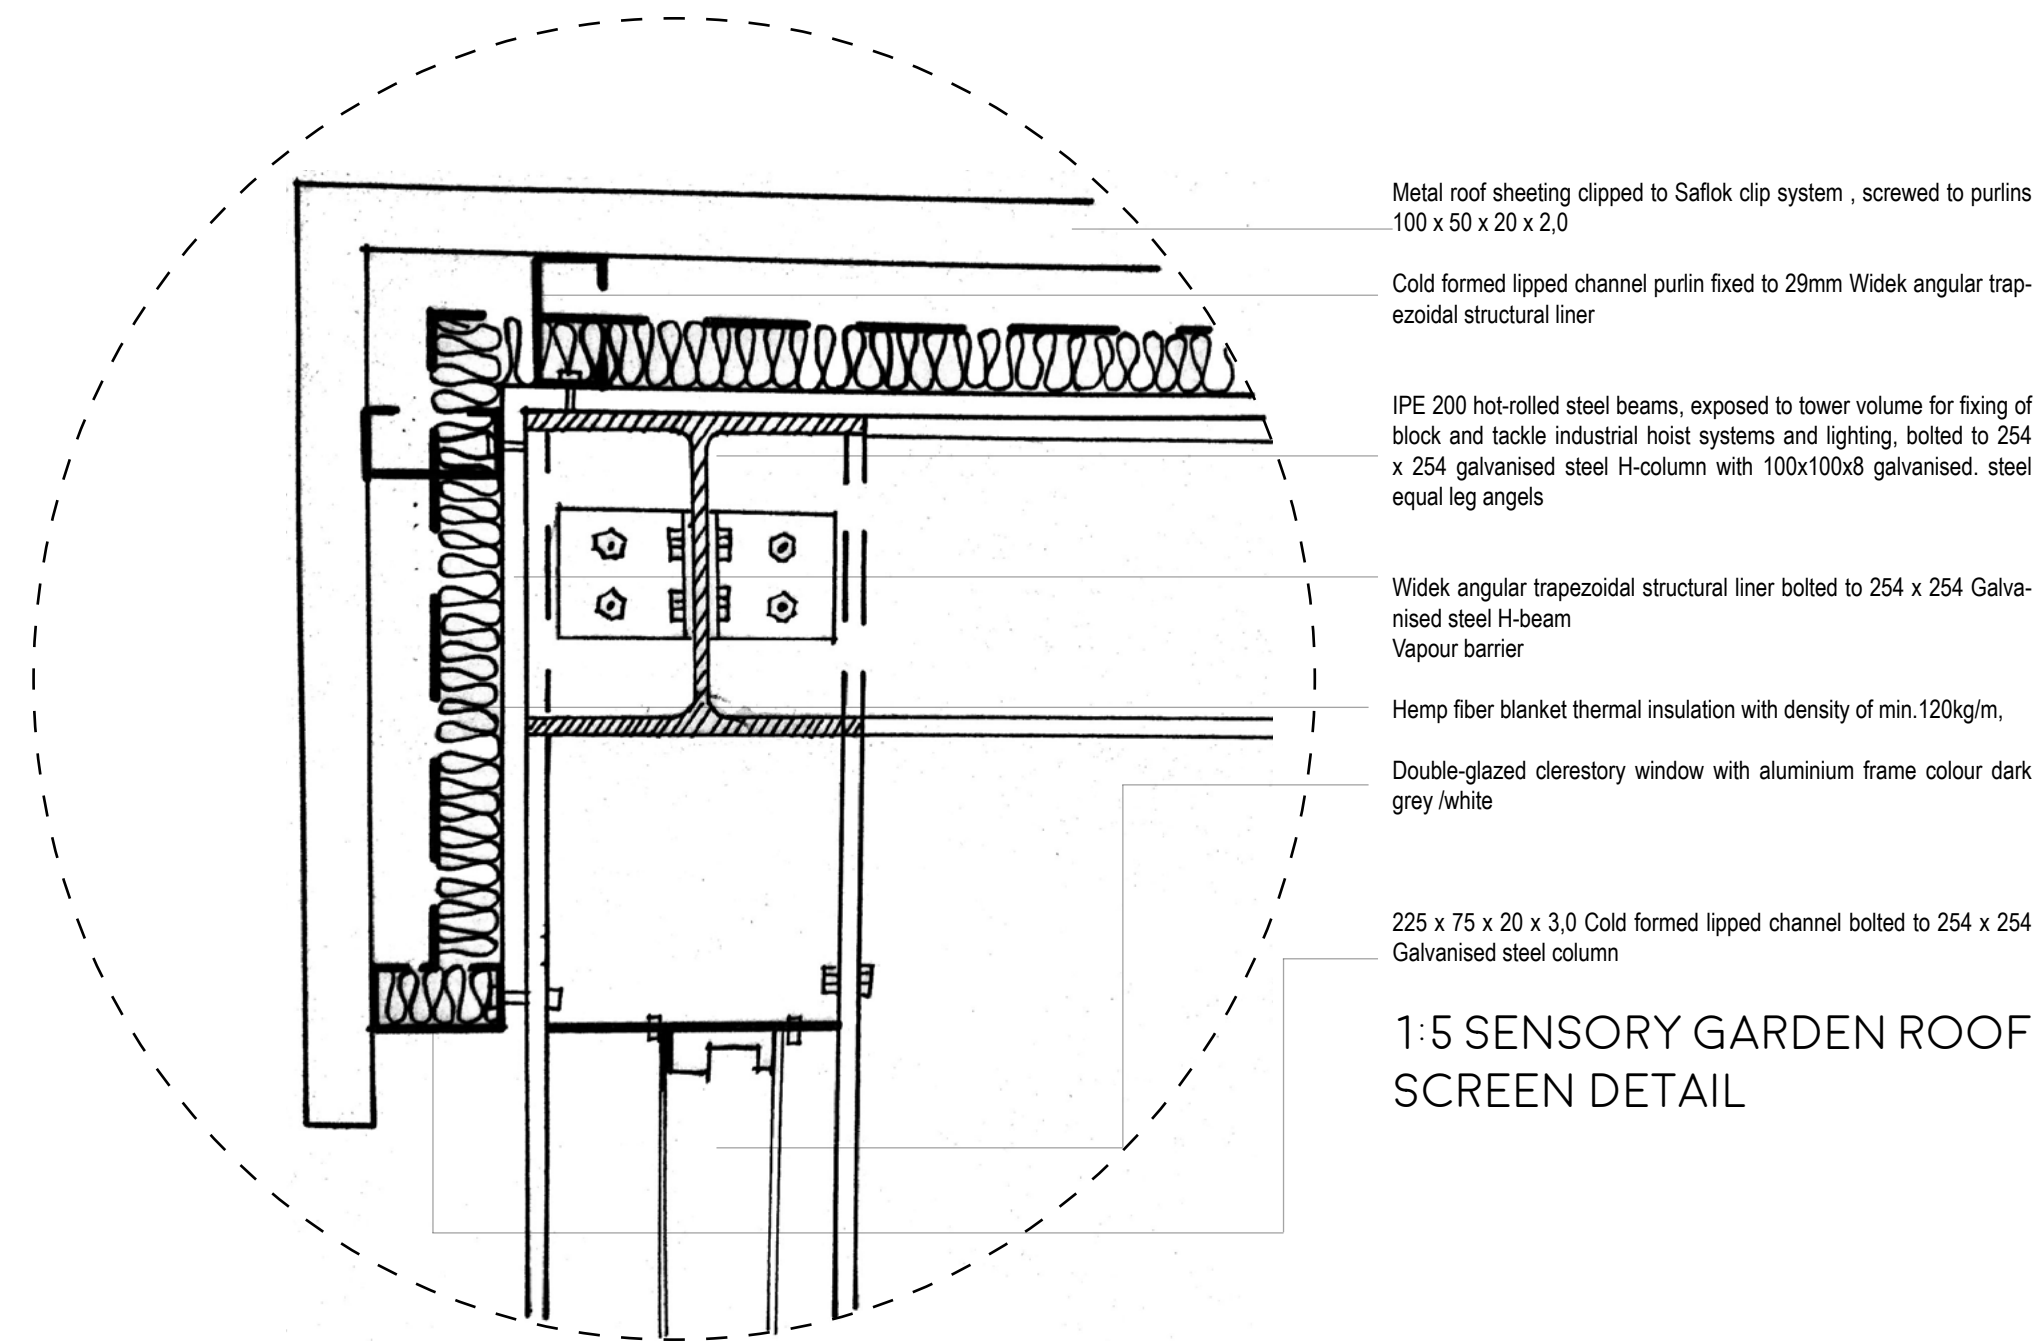 Metal roof sheeting clipped to Saflok clip system , screwed to purlins
100 x 50 x 20 x 2,0
Cold formed lipped channel purlin fixed to 29mm Widek angular trap-
ezoidal structural liner
IPE 200 hot-rolled steel beams, exposed to tower volume for fixing of
block and tackle industrial hoist systems and lighting, bolted to 254
x 254 galvanised steel H-column with 100x100x8 galvanised. steel
equal leg angels
Widek angular trapezoidal structural liner bolted to 254 x 254 Galva-
nised steel H-beam
Vapour barrier
Hemp fiber blanket thermal insulation with density of min.120kg/m,
Double-glazed clerestory window with aluminium frame colour dark
grey /white
225 x 75 x 20 x 3,0 Cold formed lipped channel bolted to 254 x 254
Galvanised steel column
1:5 SENSORY GARDEN ROOF
SCREEN DETAIL